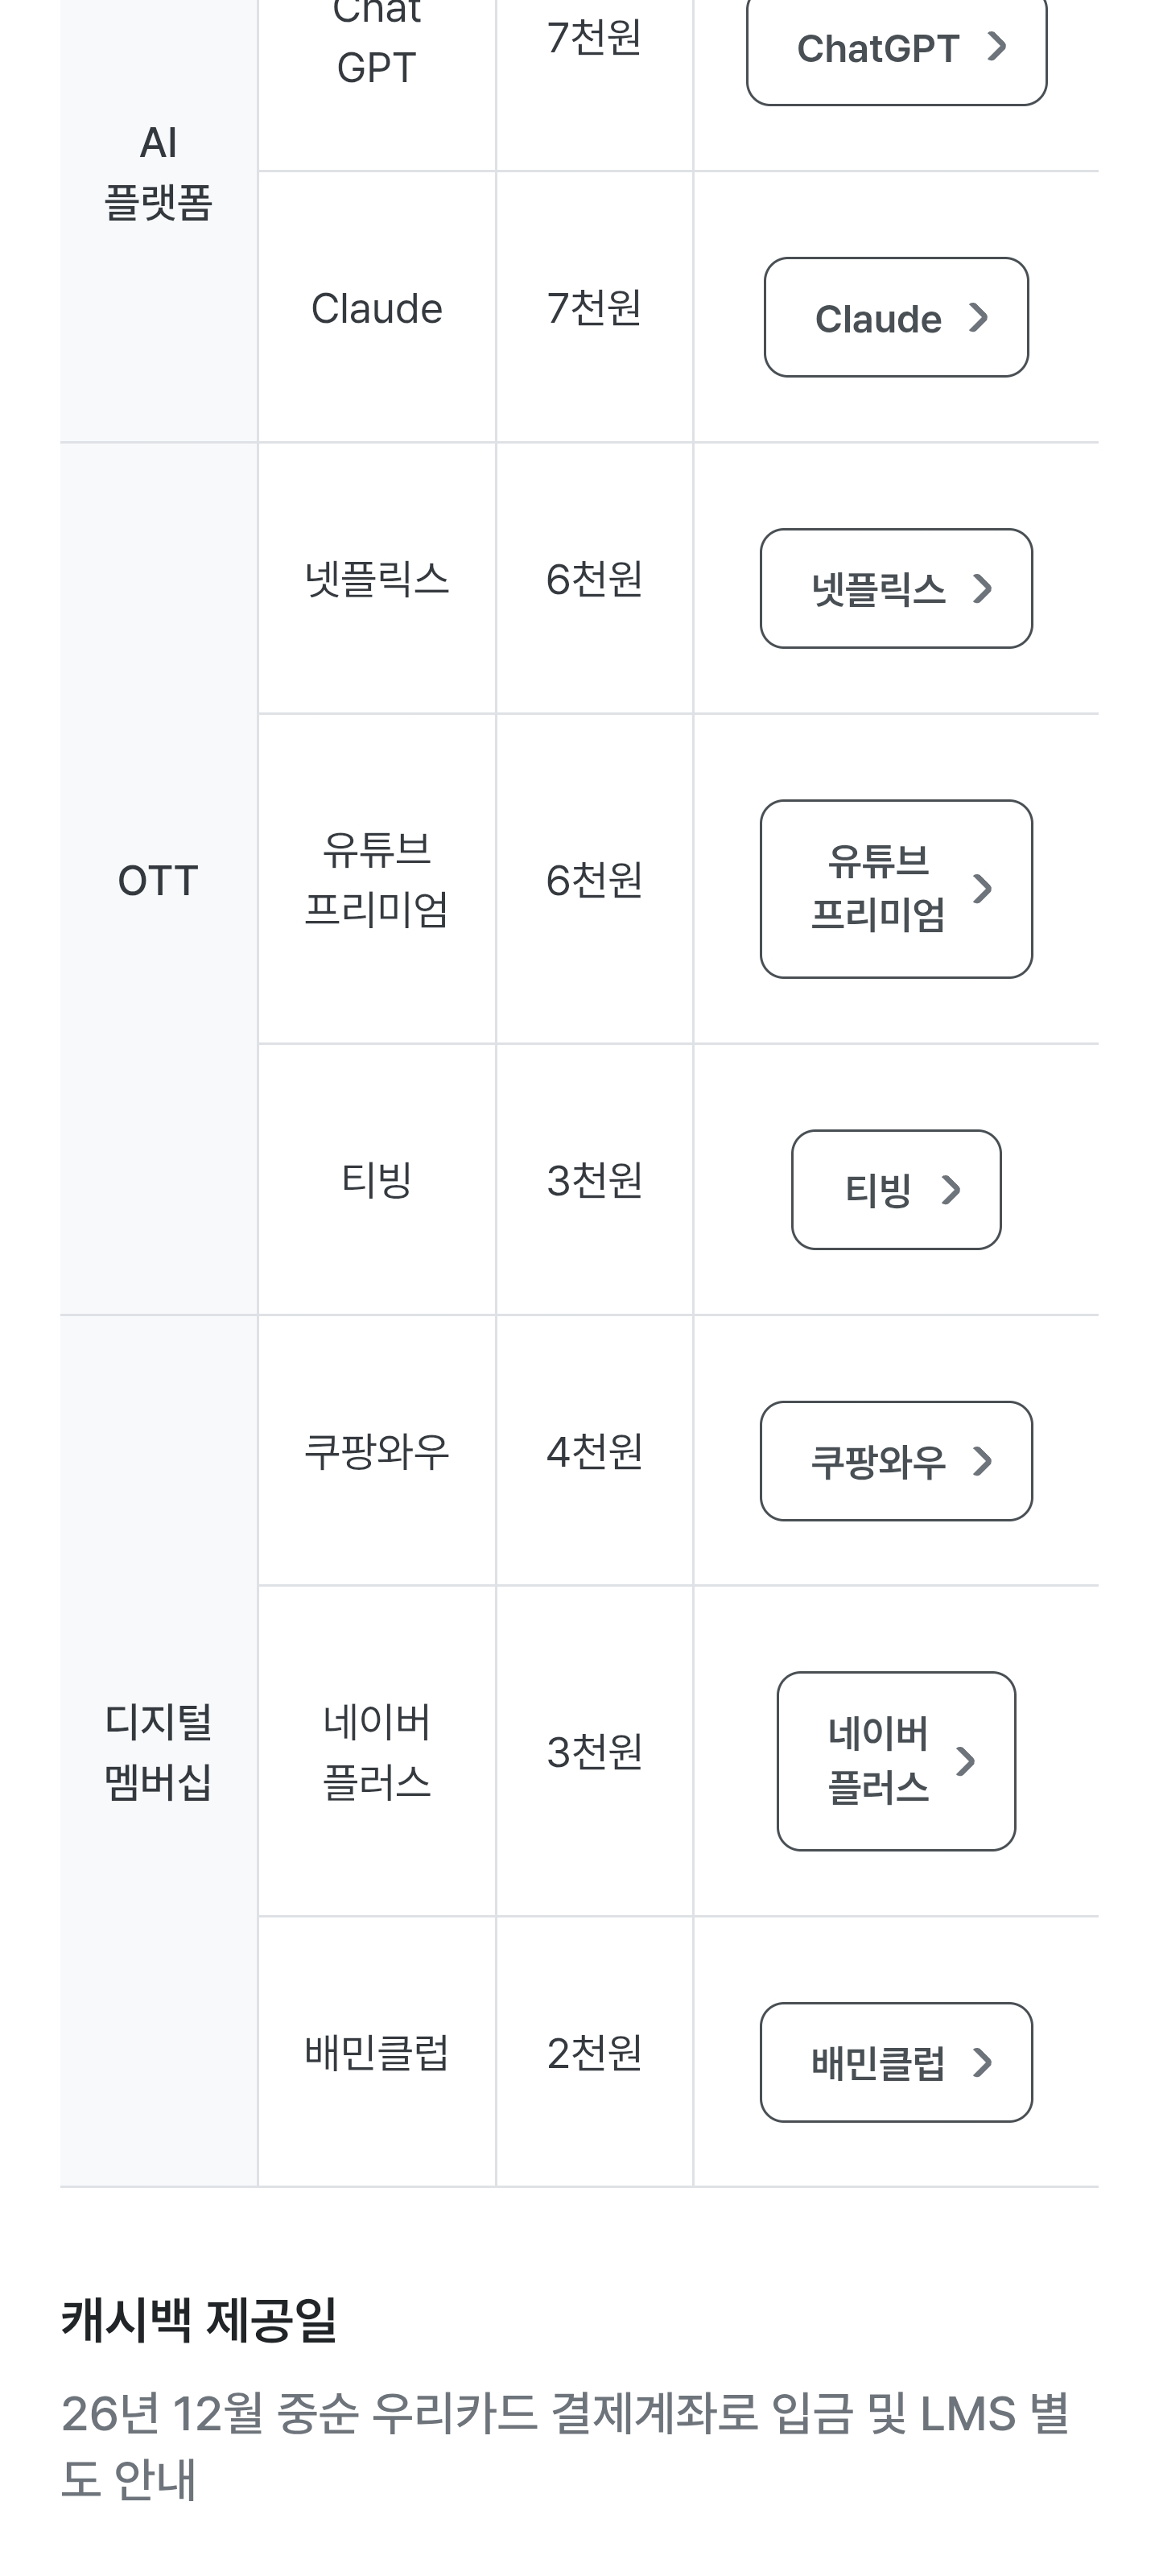 Chat
GPT
7천원
ChatGPT
AI
플랫폼
Claude
7천원
Claude
넷플릭스
6천원
넷플릭스
OTT
유튜브
프리미엄
6천원
유튜브
프리미엄
티빙
3천원
티빙
쿠팡와우
4천원
쿠팡와우
디지털
멤버십
네이버
플러스
3천원
네이버
플러스
배민클럽
2천원
배민클럽
캐시백 제공일
26년 12월 중순 우리카드 결제계좌로 입금 및 LMS 별
도 안내